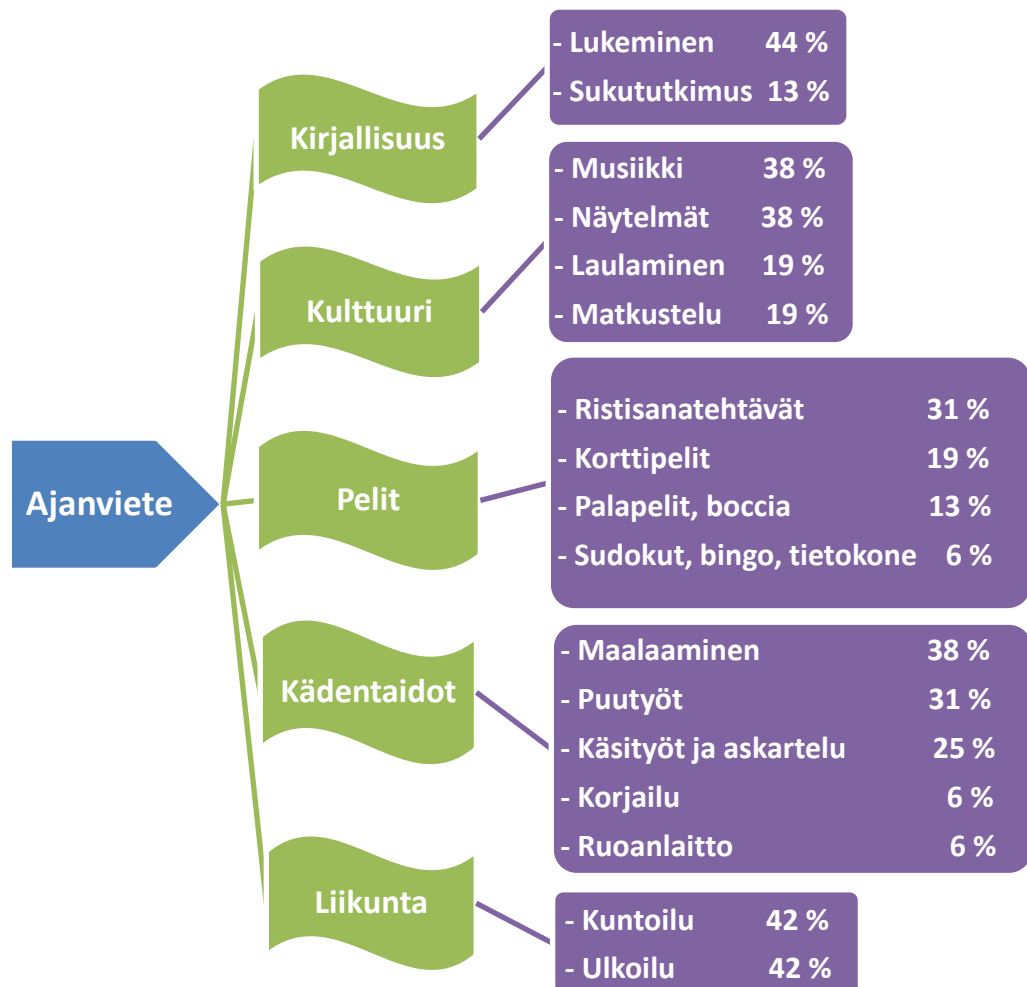 Ajanviete
Kirjallisuus
- Lukeminen 44 %
- Sukututkimus 13 %
Kulttuuri
- Musiikki 38 %
- Näytelmät 38 %
- Laulaminen 19 %
- Matkustelu 19 %
Pelit
- Ristisanatehtävät 31 %
- Korttipelit 19 %
- Palapelit, boccia 13 %
- Sudokut, bingo, tietokone 6 %
Kädentaidot
- Maalaaminen 38 %
- Puutyöt 31 %
- Käsityöt ja askartelu 25 %
- Korjailu 6 %
- Ruoanlaitto 6 %
Liikunta
- Kuntoilu 42 %
- Ulkoilu 42 %